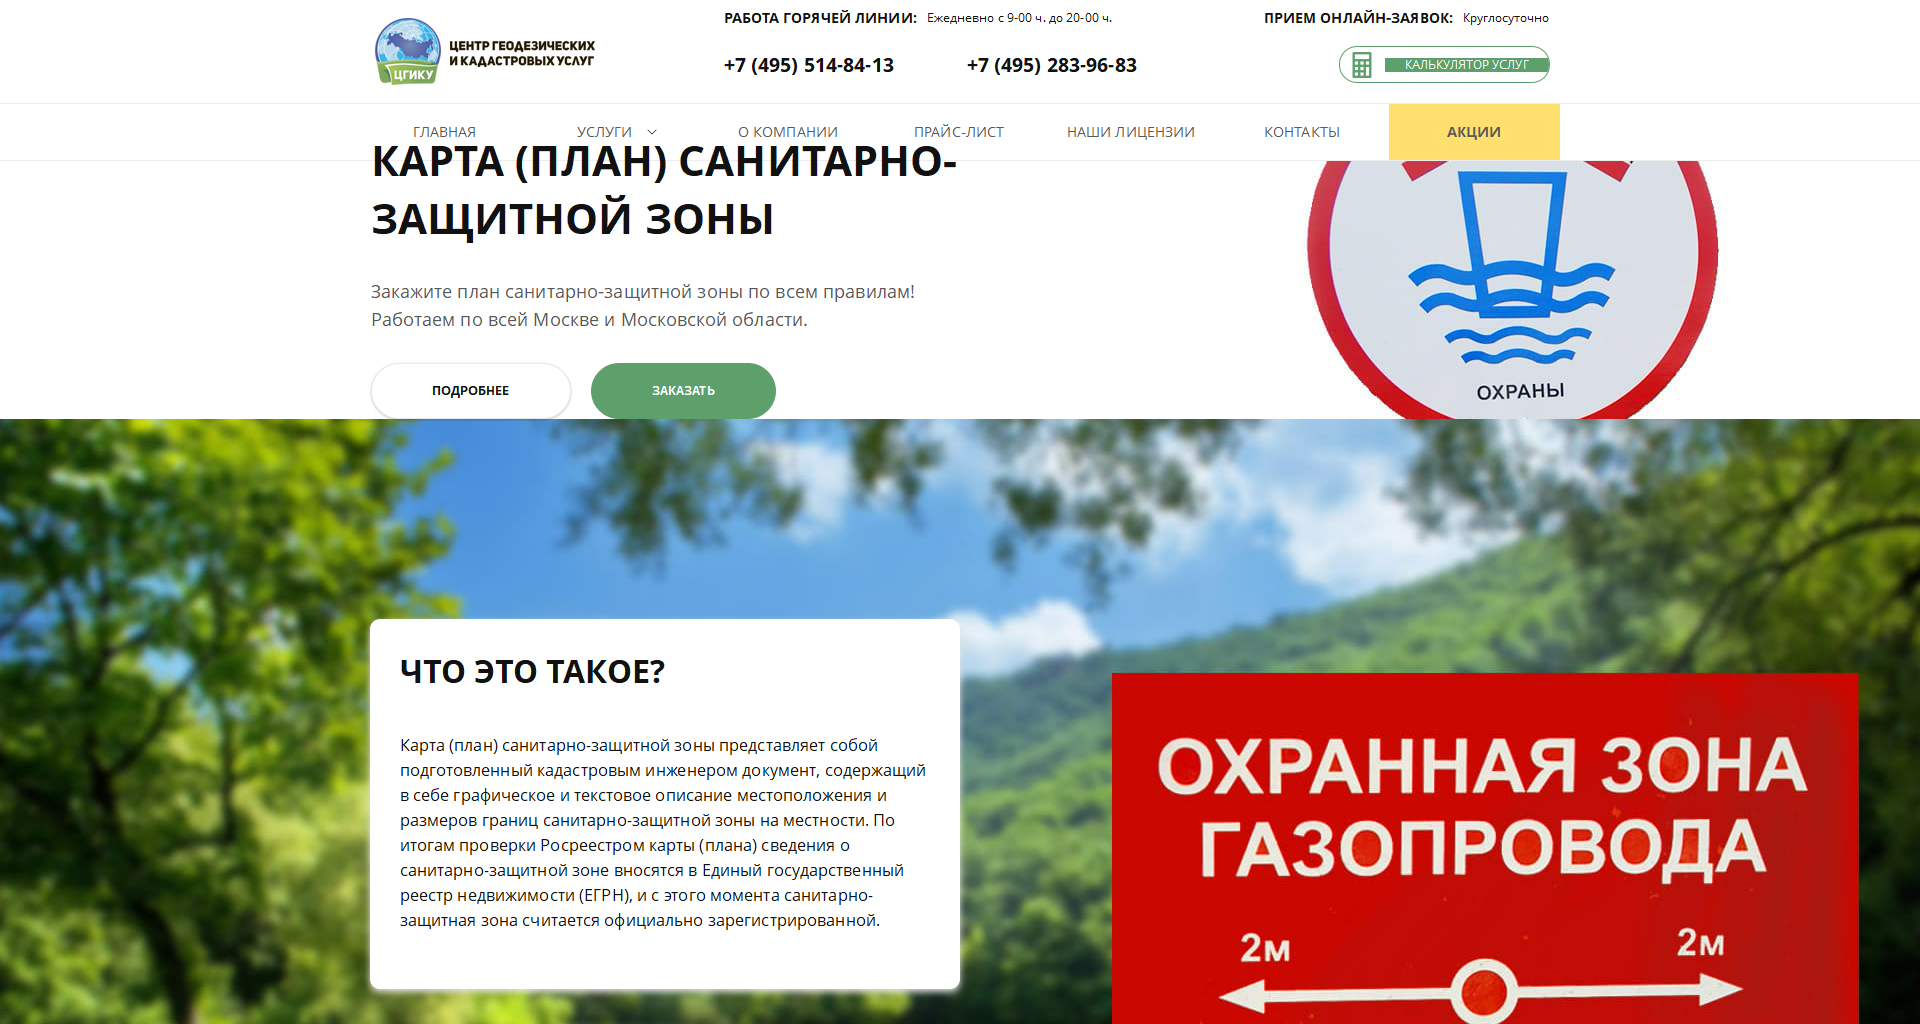 ЦГИКУ
ЦЕНТР ГЕОДЕЗИЧЕСКИХ
И КАДАСТРОВЫХ УСЛУГ
РАБОТА ГОРЯЧЕЙ ЛИНИИ: Ежедневно с 9-00 ч. до 20-00 ч.
ПРИЕМ ОНЛАЙН-ЗАЯВОК: Круглосуточно
+7 (495) 514-84-13
+7 (495) 283-96-83
КАЛЬКУЛЯТОР УСЛУГ
ГЛАВНАЯ
УСЛУГИ
О КОМПАНИИ
ПРАЙС-ЛИСТ
НАШИ ЛИЦЕНЗИИ
КОНТАКТЫ
АКЦИИ
КАРТА (ПЛАН) САНИТАРНО-
ЗАЩИТНОЙ ЗОНЫ
Закажите план санитарно-защитной зоны по всем правилам!
Работаем по всей Москве и Московской области.
ПОДРОБНЕЕ
ЗАКАЗАТЬ
ОХРАНЫ
ЧТО ЭТО ТАКОЕ?
Карта (план) санитарно-защитной зоны представляет собой
подготовленный кадастровым инженером документ, содержащий
в себе графическое и текстовое описание местоположения и
размеров границ санитарно-защитной зоны на местности. По
итогам проверки Росреестром карты (плана) сведения о
санитарно-защитной зоне вносятся в Единый государственный
реестр недвижимости (ЕГРН), и с этого момента санитарно-
защитная зона считается официально зарегистрированной.
ОХРАННАЯ ЗОНА
ГАЗОПРОВОДА
2м
2м